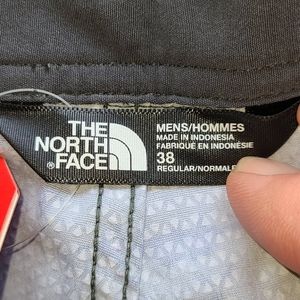 THE
NORTH
FACE
MENS/HOMMES
MADE IN INDONESIA
FABRIQUÉ EN INDONÉSIE
38
REGULAR/NORMALE